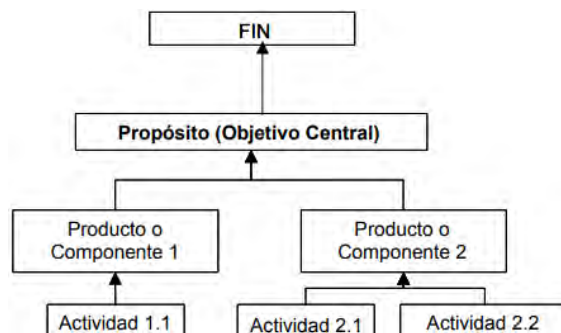 FIN
Propósito (Objetivo Central)
Producto o
Componente 1
Producto o
Componente 2
Actividad 1.1
Actividad 2.1
Actividad 2.2